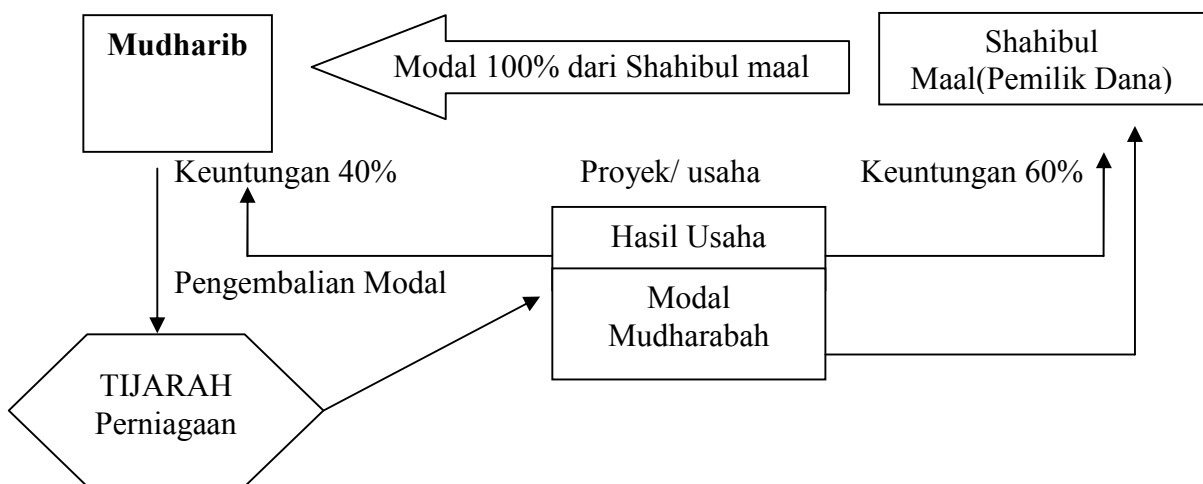 Mudharib
Modal 100% dari Shahibul maal
Shahibul
Maal(Pemilik Dana)
Keuntungan 40%
Proyek/ usaha
Keuntungan 60%
Hasil Usaha
Pengembalian Modal
Modal
Mudharabah
TIJARAH
Perniagaan